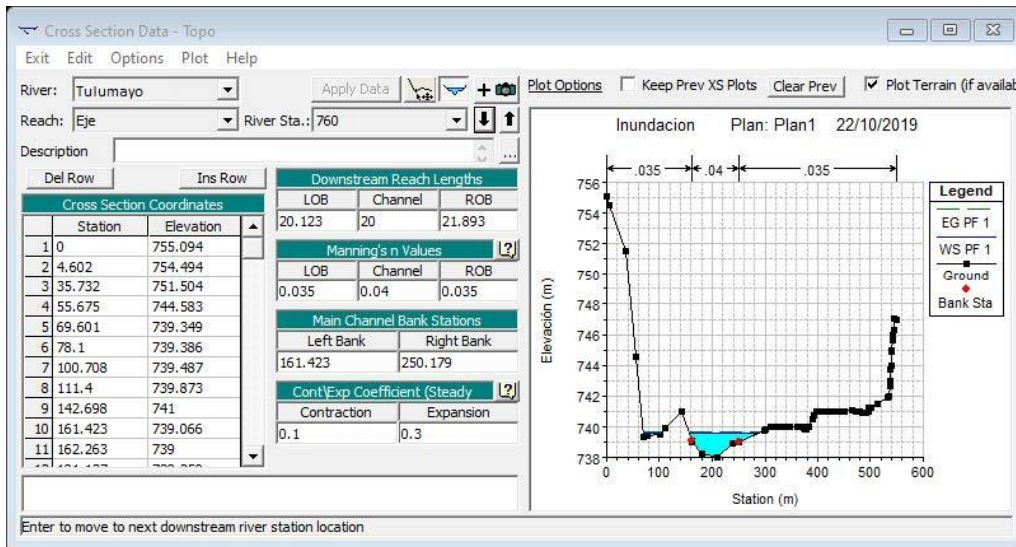 Cross Section Data - Topo
Exit Edit Options Plot Help
River: Tulumayo Apply Data
Plot Options Keep Prev XS Plots Clear Prev Plot Terrain (if availab
Reach: Eje River Sta.: 760
Description ...
Del Row Ins Row
Cross Section Coordinates
Station Elevation
1 0 755.094
2 4.602 754.494
3 35.732 751.504
4 55.675 744.583
5 69.601 739.349
6 78.1 739.386
7 100.708 739.487
8 111.4 739.873
9 142.698 741
10 161.423 739.066
11 162.263 739
Downstream Reach Lengths
LOB Channel ROB
20.123 20 21.893
Manning's n Values
LOB Channel ROB
0.035 0.04 0.035
Main Channel Bank Stations
Left Bank Right Bank
161.423 250.179
Cont\Exp Coefficient (Steady
Contraction Expansion
0.1 0.3
Inundacion Plan: Plan1 22/10/2019
.035 .04 .035
756
754
752
750
748
746
744
742
740
738
Elevación (m)
0 100 200 300 400 500 600
Station (m)
Legend
EG PF 1
WS PF 1
Ground
Bank Sta
Enter to move to next downstream river station location